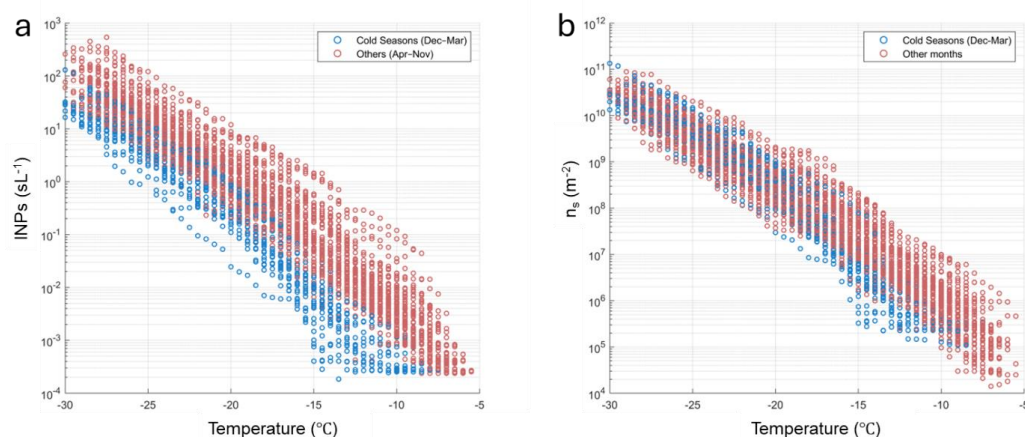 a
10³
10²
10¹
10⁰
10⁻¹
10⁻²
10⁻³
10⁻⁴
INPs (sL⁻¹)
-30
-25
-20
-15
-10
-5
Temperature (°C)
Cold Seasons (Dec-Mar)
Others (Apr-Nov)
b
10¹²
10¹¹
10¹⁰
10⁹
10⁸
10⁷
10⁶
10⁵
10⁴
nₛ (m⁻²)
-30
-25
-20
-15
-10
-5
Temperature (°C)
Cold Seasons (Dec-Mar)
Other months